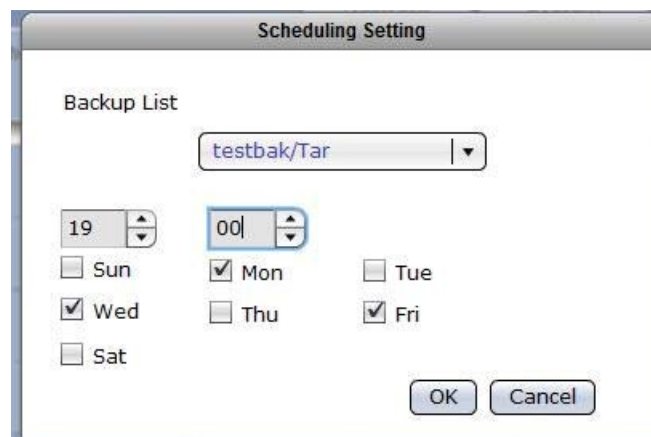 Scheduling Setting
Backup List
testbak/Tar
19 00
Sun Mon Tue
Wed Thu Fri
Sat
OK Cancel